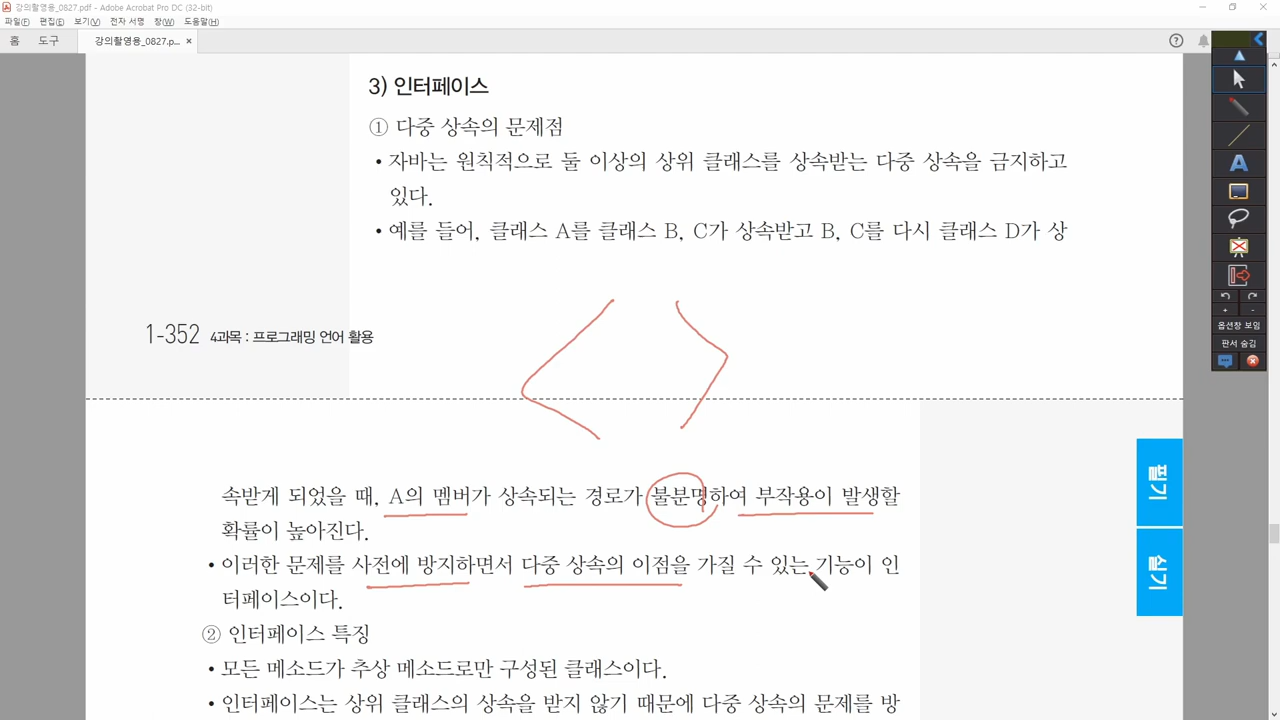 강의촬영용_0827.pdf - Adobe Acrobat Pro DC (32-bit)
파일(F) 편집(E) 보기(V) 전자 서명 창(W) 도움말(H)
홈 도구 강의촬영용_0827.p... ×
3) 인터페이스
① 다중 상속의 문제점
• 자바는 원칙적으로 둘 이상의 상위 클래스를 상속받는 다중 상속을 금지하고
있다.
• 예를 들어, 클래스 A를 클래스 B, C가 상속받고 B, C를 다시 클래스 D가 상
1-352 4과목 : 프로그래밍 언어 활용
속받게 되었을 때, A의 멤버가 상속되는 경로가 불분명하여 부작용이 발생할
확률이 높아진다.
• 이러한 문제를 사전에 방지하면서 다중 상속의 이점을 가질 수 있는 기능이 인
터페이스이다.
② 인터페이스 특징
• 모든 메소드가 추상 메소드로만 구성된 클래스이다.
• 인터페이스는 상위 클래스의 상속을 받지 않기 때문에 다중 상속의 문제를 방
필기
실기
A
옵션창 보임
판서 숨김